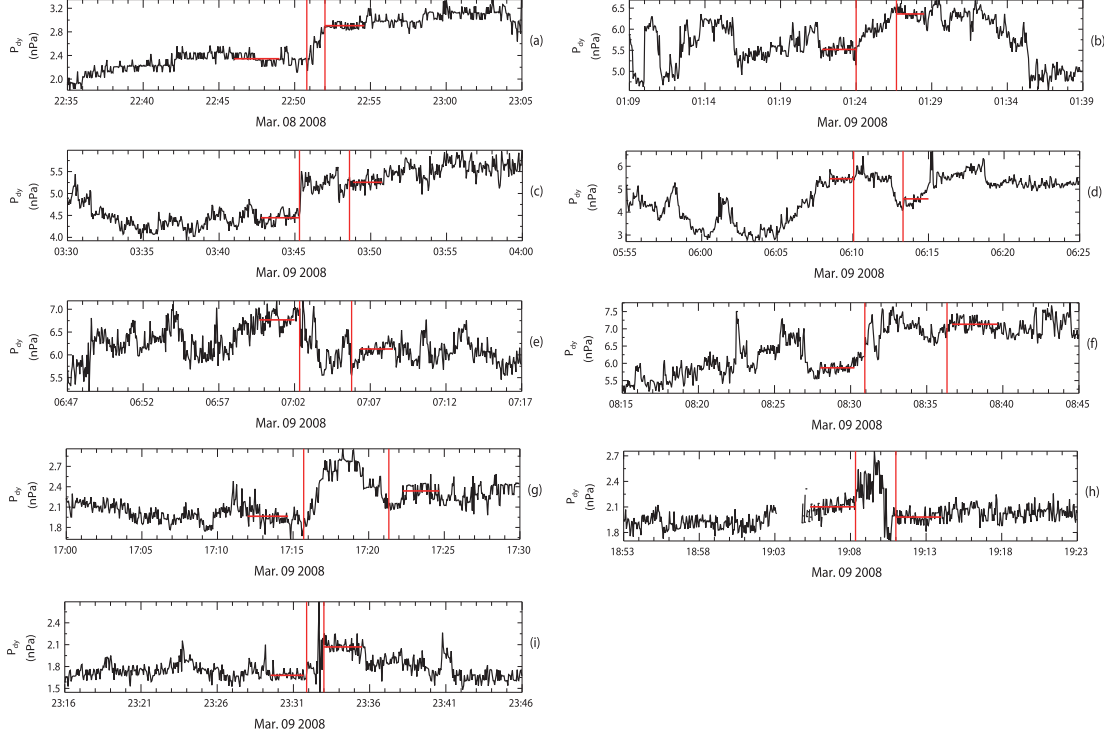 3.2
2.8
2.4
2.0
P dy
(nPa)
(a)
22:35 22:40 22:45 22:50 22:55 23:00 23:05
Mar. 08 2008
6.5
6.0
5.5
5.0
P dy
(nPa)
(b)
01:09 01:14 01:19 01:24 01:29 01:34 01:39
Mar. 09 2008
5.5
5.0
4.5
4.0
P dy
(nPa)
(c)
03:30 03:35 03:40 03:45 03:50 03:55 04:00
Mar. 09 2008
6
5
4
3
P dy
(nPa)
(d)
05:55 06:00 06:05 06:10 06:15 06:20 06:25
Mar. 09 2008
7.0
6.5
6.0
5.5
P dy
(nPa)
(e)
06:47 06:52 06:57 07:02 07:07 07:12 07:17
Mar. 09 2008
7.5
7.0
6.5
6.0
5.5
P dy
(nPa)
(f)
08:15 08:20 08:25 08:30 08:35 08:40 08:45
Mar. 09 2008
2.7
2.4
2.1
1.8
P dy
(nPa)
(g)
17:00 17:05 17:10 17:15 17:20 17:25 17:30
Mar. 09 2008
2.7
2.4
2.1
1.8
P dy
(nPa)
(h)
18:53 18:58 19:03 19:08 19:13 19:18 19:23
Mar. 09 2008
2.4
2.1
1.8
1.5
P dy
(nPa)
(i)
23:16 23:21 23:26 23:31 23:36 23:41 23:46
Mar. 09 2008